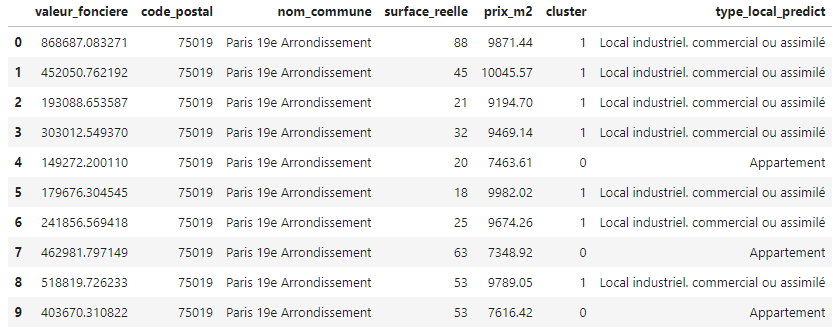 valeur_fonciere code_postal nom_commune surface_reelle prix_m2 cluster type_local_predict
0 868687.083271 75019 Paris 19e Arrondissement 88 9871.44 1 Local industriel. commercial ou assimilé
1 452050.762192 75019 Paris 19e Arrondissement 45 10045.57 1 Local industriel. commercial ou assimilé
2 193088.653587 75019 Paris 19e Arrondissement 21 9194.70 1 Local industriel. commercial ou assimilé
3 303012.549370 75019 Paris 19e Arrondissement 32 9469.14 1 Local industriel. commercial ou assimilé
4 149272.200110 75019 Paris 19e Arrondissement 20 7463.61 0 Appartement
5 179676.304545 75019 Paris 19e Arrondissement 18 9982.02 1 Local industriel. commercial ou assimilé
6 241856.569418 75019 Paris 19e Arrondissement 25 9674.26 1 Local industriel. commercial ou assimilé
7 462981.797149 75019 Paris 19e Arrondissement 63 7348.92 0 Appartement
8 518819.726233 75019 Paris 19e Arrondissement 53 9789.05 1 Local industriel. commercial ou assimilé
9 403670.310822 75019 Paris 19e Arrondissement 53 7616.42 0 Appartement